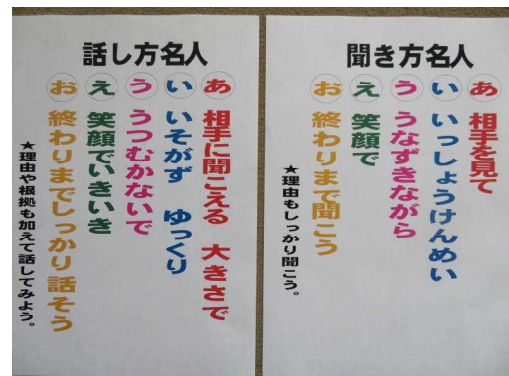 聞き方名人
あ 相手を見て
い いっしょうけんめい
う うなずきながら
え 笑顔で
お 終わりまで聞こう
★理由もしっかり聞こう。
話し方名人
あ 相手に聞こえる 大きさで
い いそがず ゆっくり
う うつむかないで
え 笑顔でいきいき
お 終わりまでしっかり話そう
★理由や根拠も加えて話してみよう。